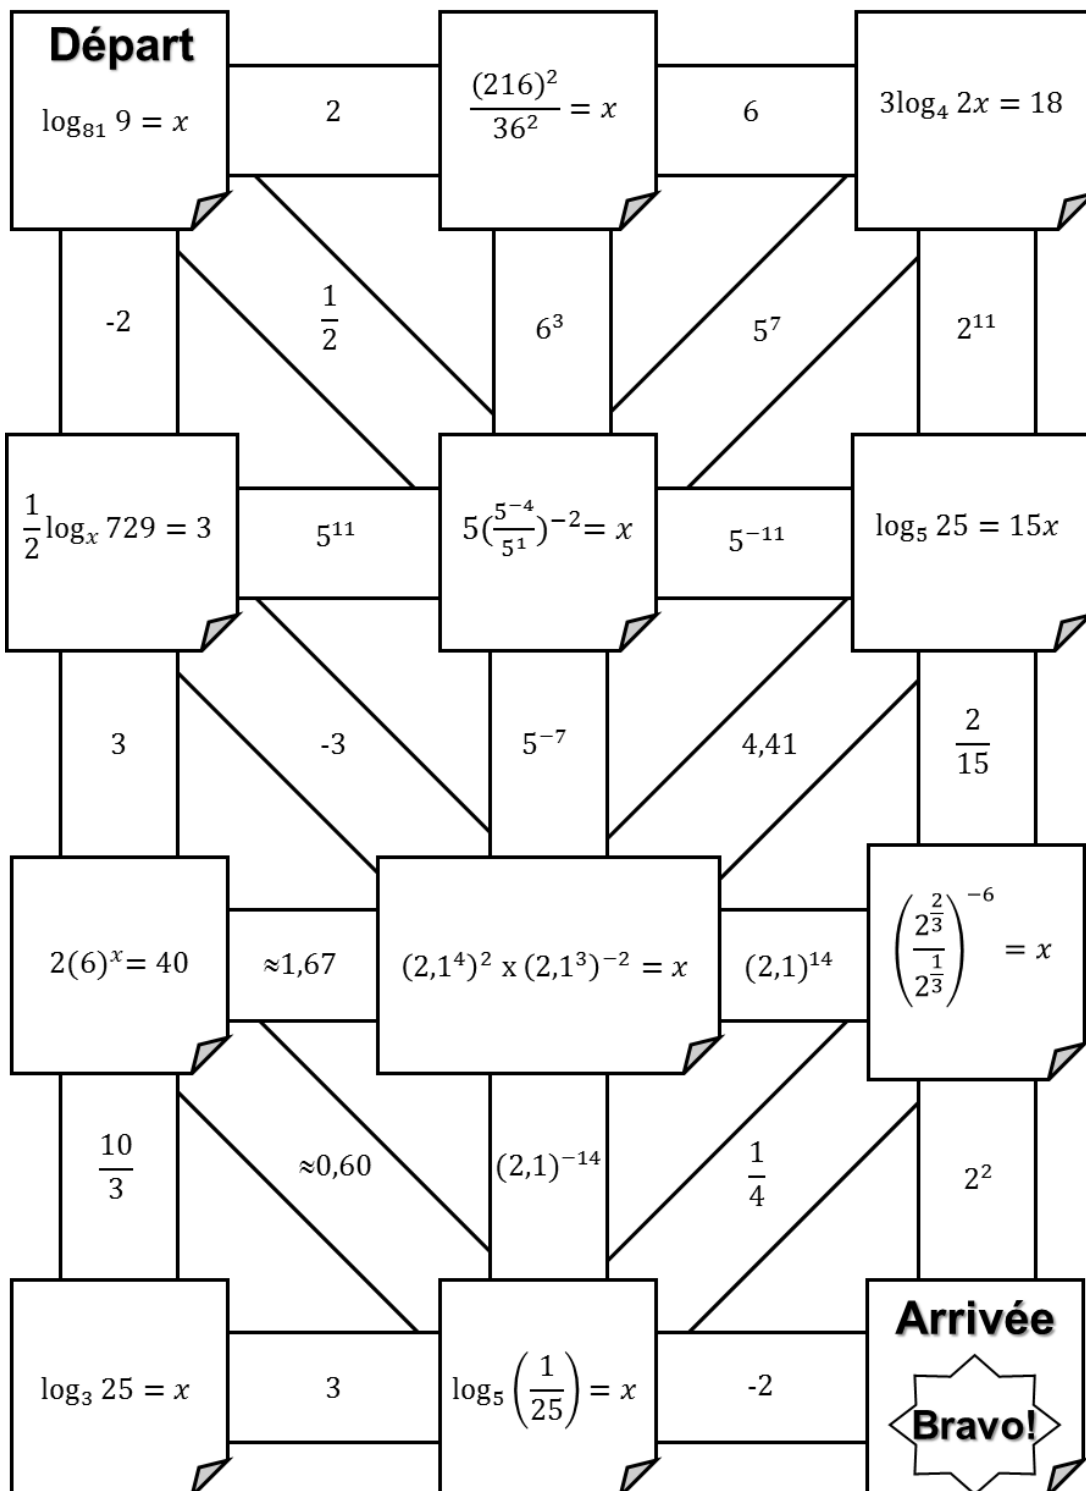 Départ
log₈₁ 9 = x
2
(216)²/36² = x
6
3log₄ 2x = 18
-2
1/2
6³
5⁷
2¹¹
1/2 logₓ 729 = 3
5¹¹
5(5⁻⁴/5¹)⁻²= x
5⁻¹¹
log₅ 25 = 15x
3
-3
5⁻⁷
4,41
2/15
2(6)ˣ= 40
≈1,67
(2,1⁴)² x (2,1³)⁻² = x
(2,1)¹⁴
(2^(2/3)/2^(1/3))⁻⁶ = x
10/3
≈0,60
(2,1)⁻¹⁴
1/4
2²
log₃ 25 = x
3
log₅ (1/25) = x
-2
Arrivée
Bravo!